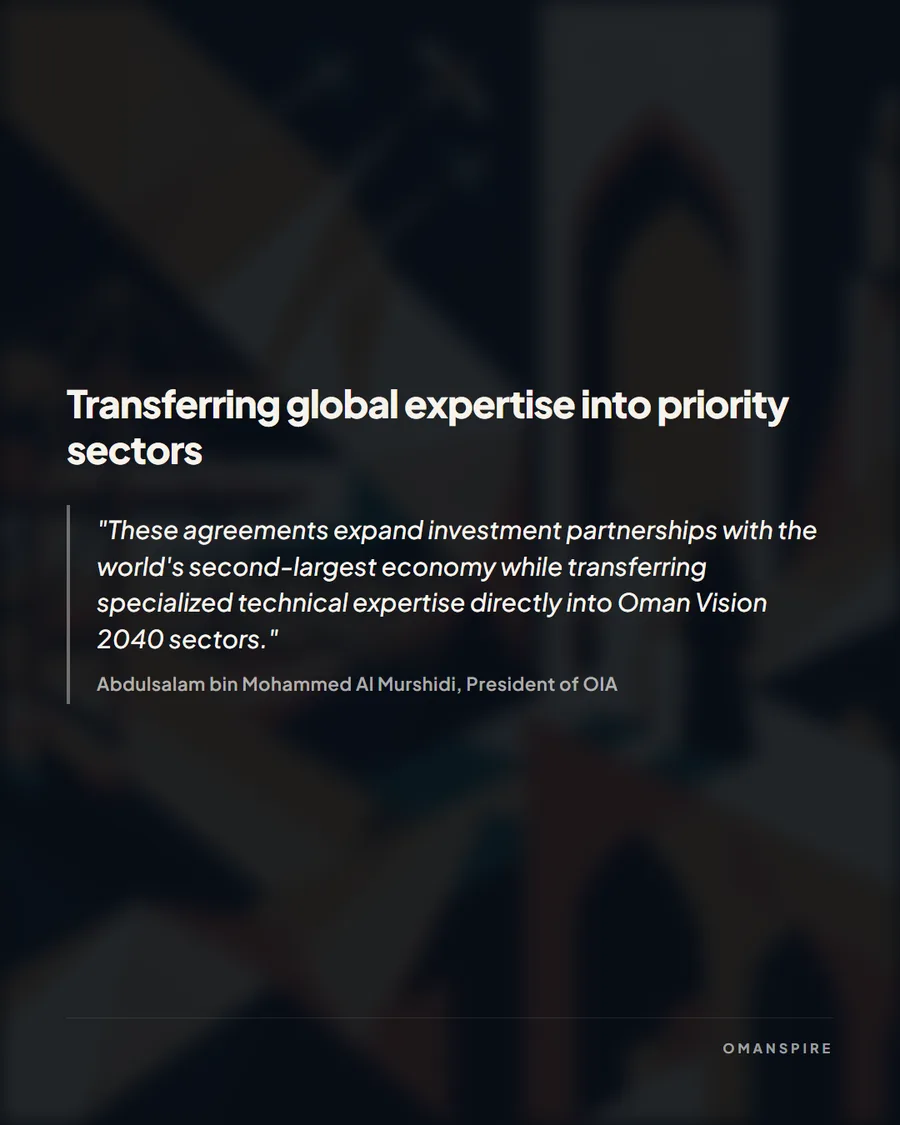 Transferring global expertise into priority
sectors
"These agreements expand investment partnerships with the
world's second-largest economy while transferring
specialized technical expertise directly into Oman Vision
2040 sectors."
Abdulsalam bin Mohammed Al Murshidi, President of OIA
OMANSPIRE